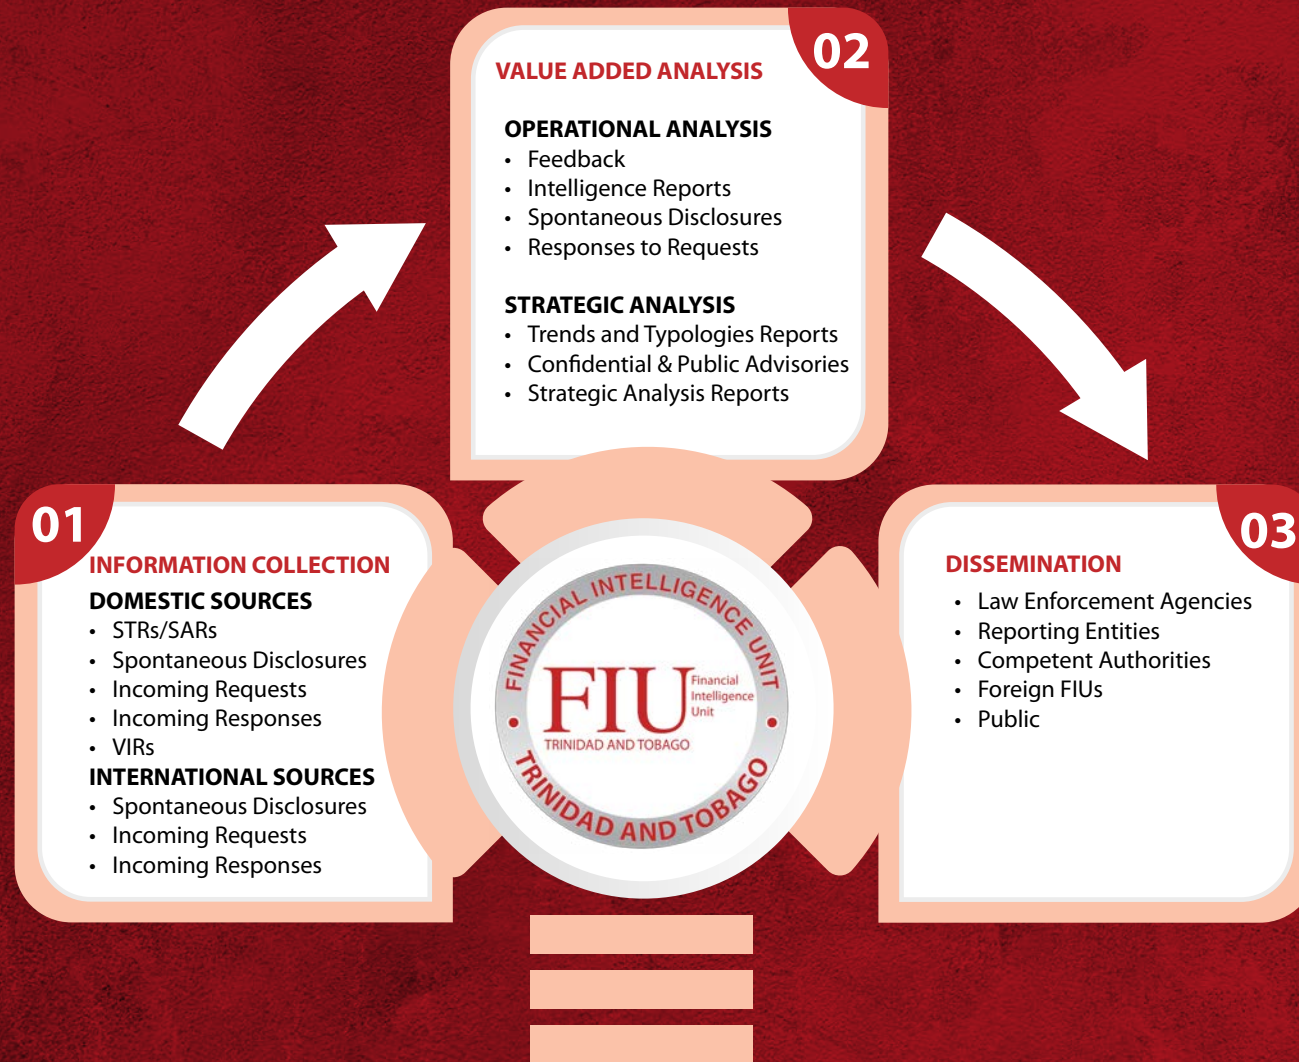 01
INFORMATION COLLECTION
DOMESTIC SOURCES
• STRs/SARs
• Spontaneous Disclosures
• Incoming Requests
• Incoming Responses
• VIRs
INTERNATIONAL SOURCES
• Spontaneous Disclosures
• Incoming Requests
• Incoming Responses
02
VALUE ADDED ANALYSIS
OPERATIONAL ANALYSIS
• Feedback
• Intelligence Reports
• Spontaneous Disclosures
• Responses to Requests
STRATEGIC ANALYSIS
• Trends and Typologies Reports
• Confidential & Public Advisories
• Strategic Analysis Reports
03
DISSEMINATION
• Law Enforcement Agencies
• Reporting Entities
• Competent Authorities
• Foreign FIUs
• Public
FINANCIAL INTELLIGENCE UNIT
FIU
Financial
Intelligence
Unit
TRINIDAD AND TOBAGO
TRINIDAD AND TOBAGO